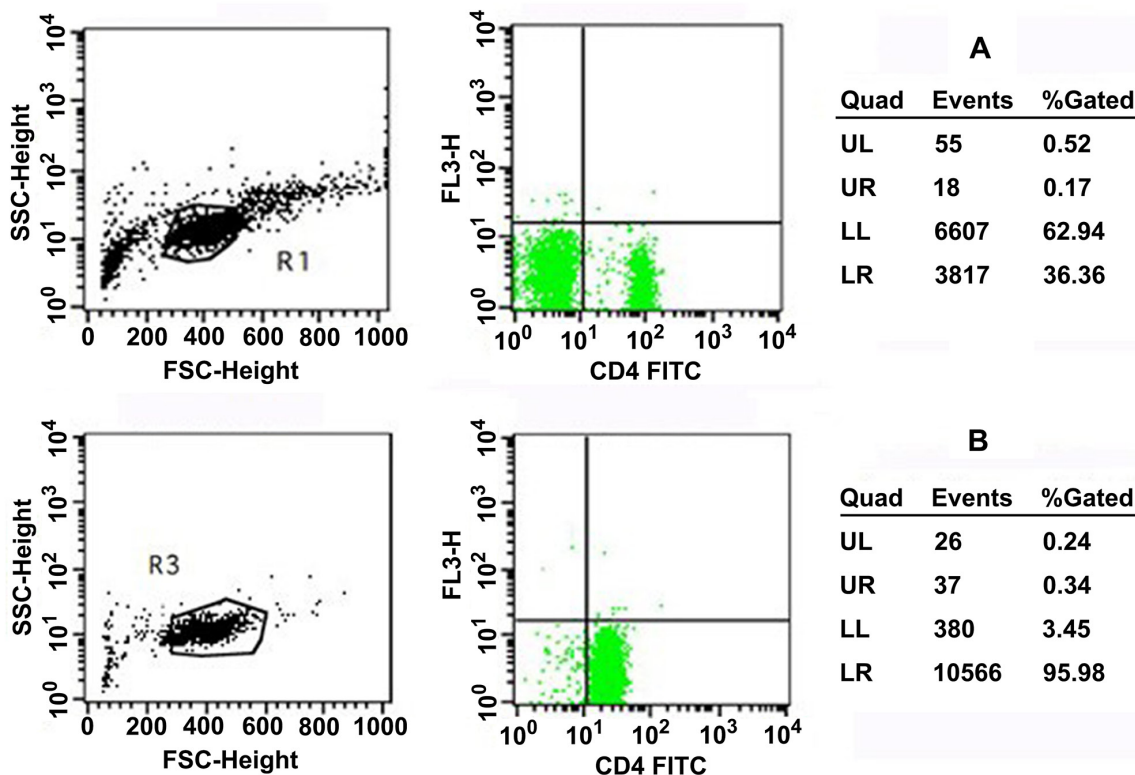 A
SSC-Height
10^4
10^3
10^2
10^1
10^0
R1
0 200 400 600 800 1000
FSC-Height
FL3-H
10^4
10^3
10^2
10^1
10^0
10^0 10^1 10^2 10^3 10^4
CD4 FITC
Quad Events %Gated
UL 55 0.52
UR 18 0.17
LL 6607 62.94
LR 3817 36.36
B
SSC-Height
10^4
10^3
10^2
10^1
10^0
R3
0 200 400 600 800 1000
FSC-Height
FL3-H
10^4
10^3
10^2
10^1
10^0
10^0 10^1 10^2 10^3 10^4
CD4 FITC
Quad Events %Gated
UL 26 0.24
UR 37 0.34
LL 380 3.45
LR 10566 95.98